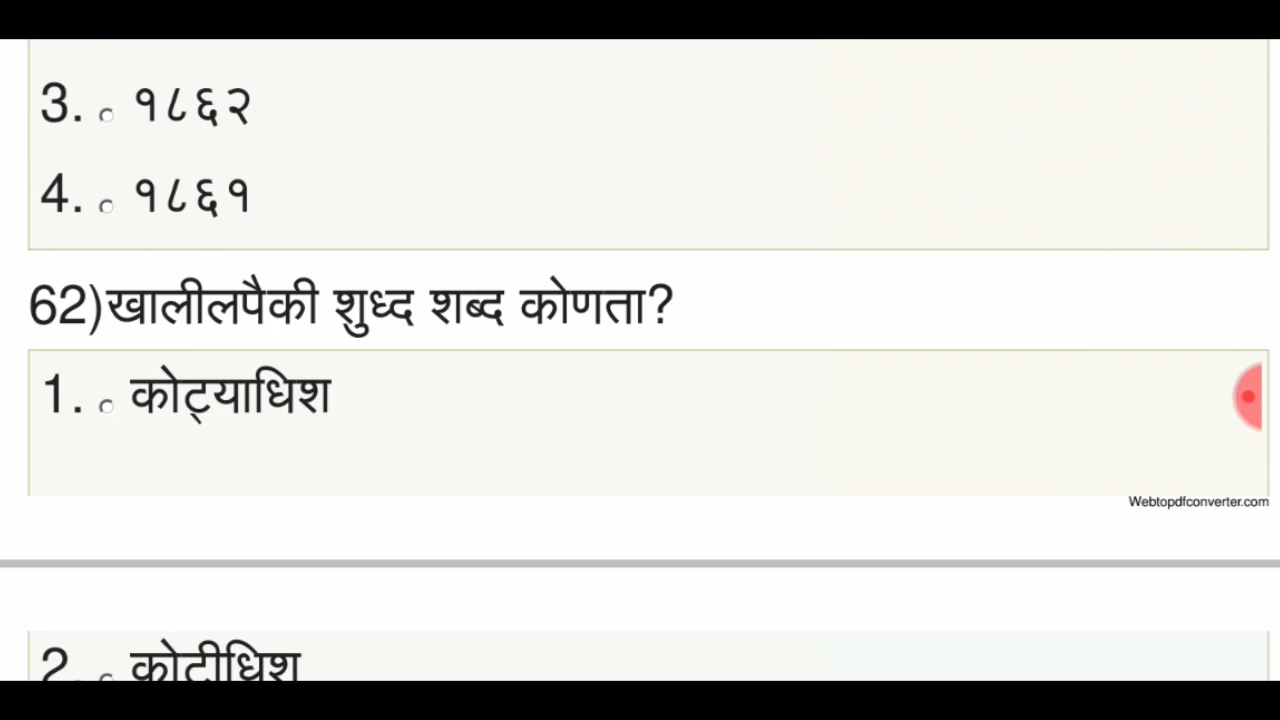 3. १८६२
4. १८६१
62)खालीलपैकी शुध्द शब्द कोणता?
1. कोट्याधिश
Webtopdfconverter.com
2. कोटीधिश